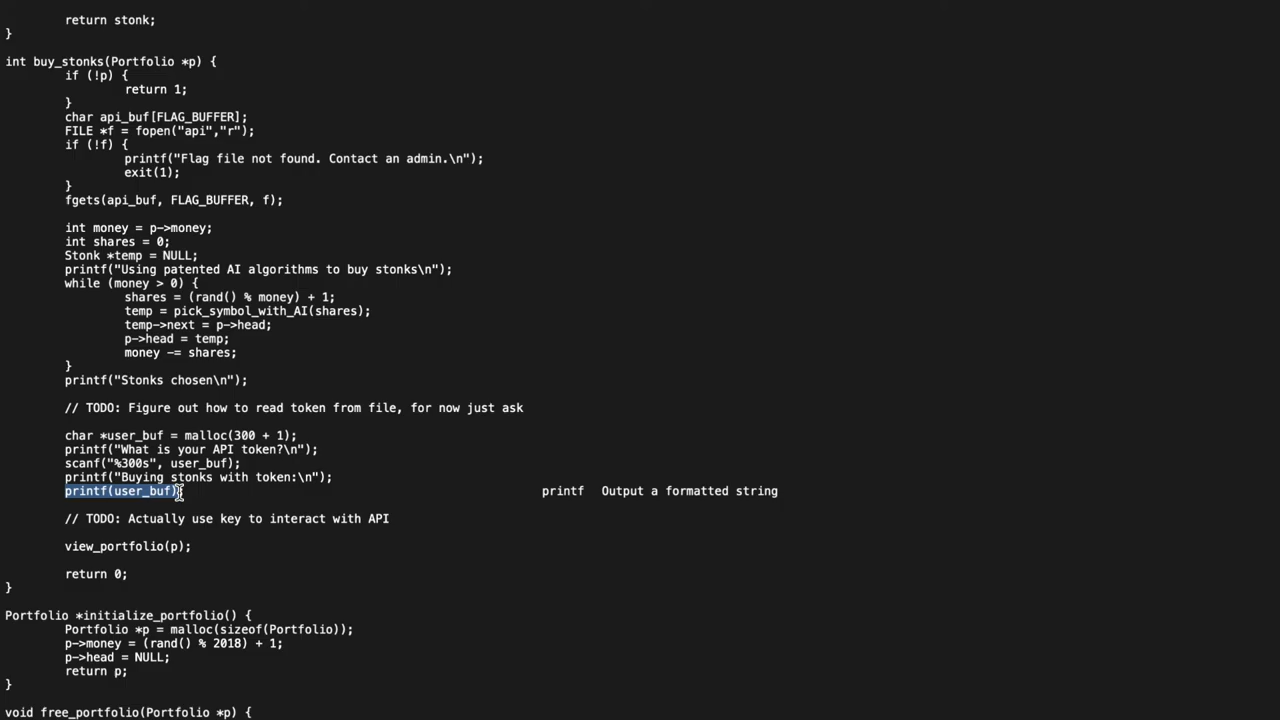 return stonk;
}
int buy_stonks(Portfolio *p) {
if (!p) {
return 1;
}
char api_buf[FLAG_BUFFER];
FILE *f = fopen("api","r");
if (!f) {
printf("Flag file not found. Contact an admin.\n");
exit(1);
}
fgets(api_buf, FLAG_BUFFER, f);
int money = p->money;
int shares = 0;
Stonk *temp = NULL;
printf("Using patented AI algorithms to buy stonks\n");
while (money > 0) {
shares = (rand() % money) + 1;
temp = pick_symbol_with_AI(shares);
temp->next = p->head;
p->head = temp;
money -= shares;
}
printf("Stonks chosen\n");
// TODO: Figure out how to read token from file, for now just ask
char *user_buf = malloc(300 + 1);
printf("What is your API token?\n");
scanf("%300s", user_buf);
printf("Buying stonks with token:\n");
printf(user_buf); printf Output a formatted string
// TODO: Actually use key to interact with API
view_portfolio(p);
return 0;
}
Portfolio *initialize_portfolio() {
Portfolio *p = malloc(sizeof(Portfolio));
p->money = (rand() % 2018) + 1;
p->head = NULL;
return p;
}
void free_portfolio(Portfolio *p) {